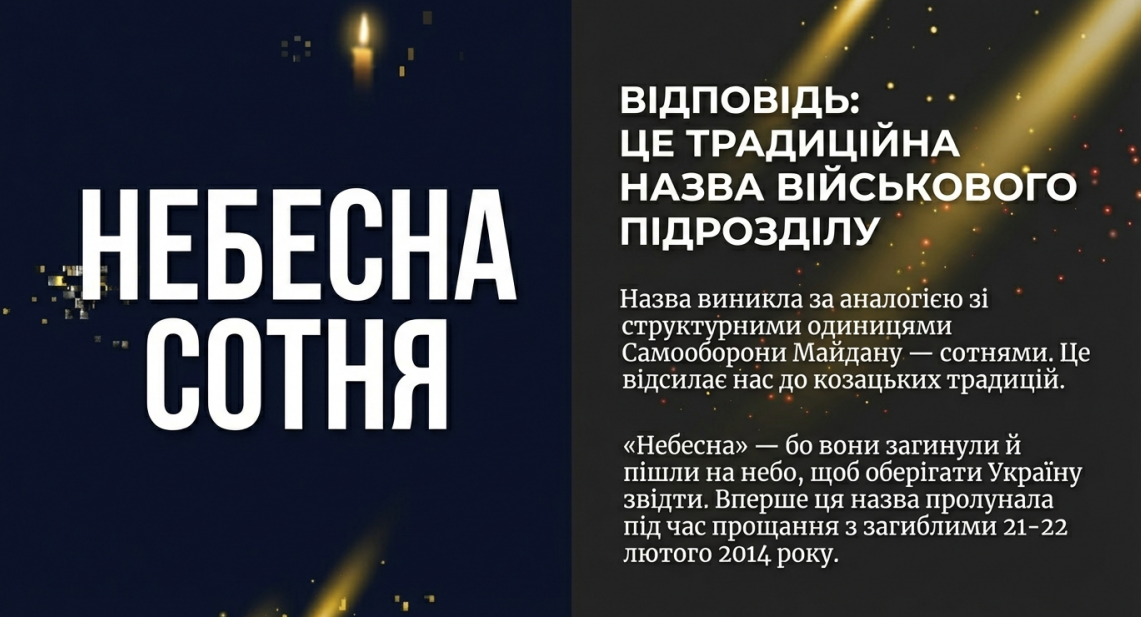 НЕБЕСНА
СОТНЯ
ВІДПОВІДЬ:
ЦЕ ТРАДИЦІЙНА
НАЗВА ВІЙСЬКОВОГО
ПІДРОЗДІЛУ
Назва виникла за аналогією зі
структурними одиницями
Самооборони Майдану — сотнями. Це
відсилає нас до козацьких традицій.
«Небесна» — бо вони загинули й
пішли на небо, щоб оберігати Україну
звідти. Вперше ця назва пролунала
під час прощання з загиблими 21-22
лютого 2014 року.